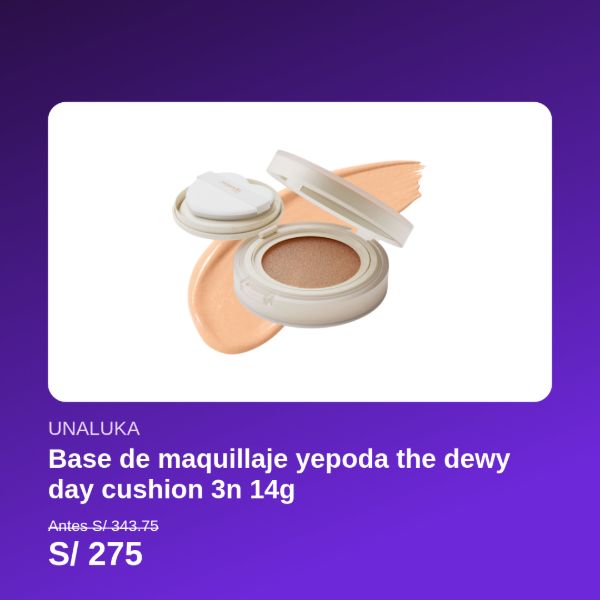 UNALUKA
Base de maquillaje yepoda the dewy
day cushion 3n 14g
Antes S/ 343.75
S/ 275